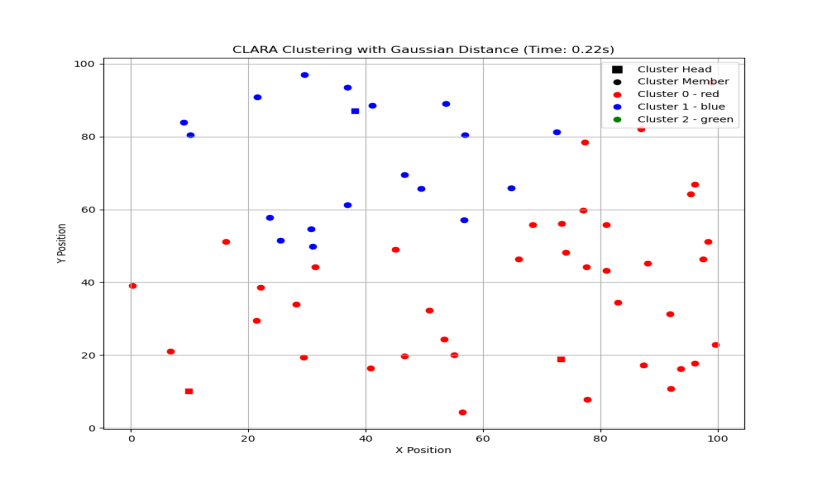 CLARA Clustering with Gaussian Distance (Time: 0.22s)
Cluster Head
Cluster Member
Cluster 0 - red
Cluster 1 - blue
Cluster 2 - green
100
80
60
40
20
0
Y Position
0 20 40 60 80 100
X Position